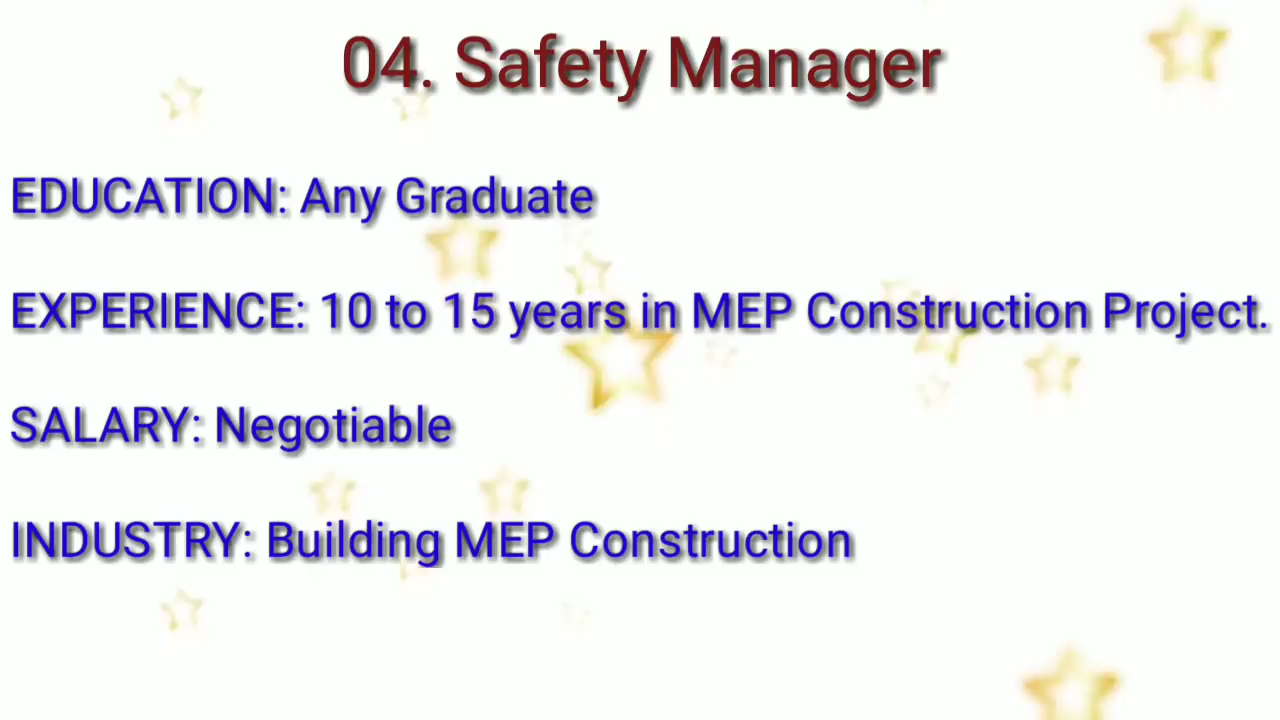 04. Safety Manager
EDUCATION: Any Graduate
EXPERIENCE: 10 to 15 years in MEP Construction Project.
SALARY: Negotiable
INDUSTRY: Building MEP Construction